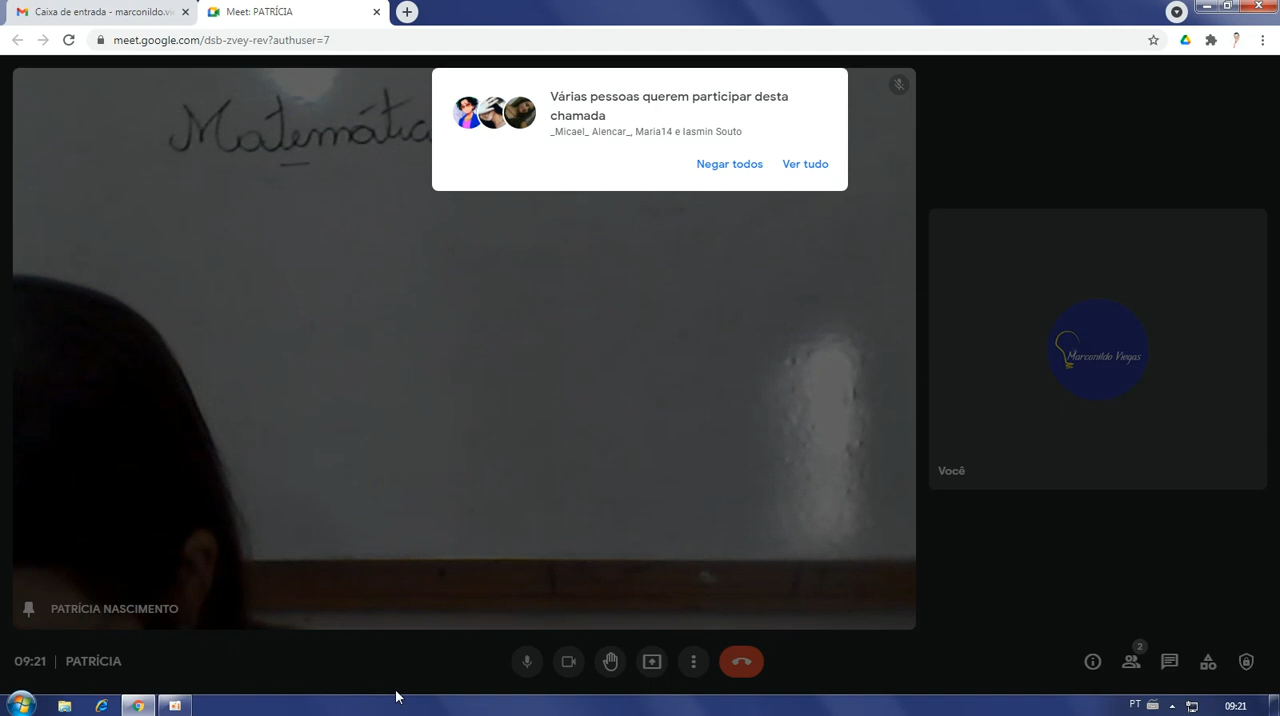 Caixa de entrada - marconildo.vi
Meet: PATRÍCIA
meet.google.com/dsb-zvey-rev?authuser=7
Matemática
Várias pessoas querem participar desta
chamada
_Micael_ Alencar_, Maria14 e Iasmin Souto
Negar todos
Ver tudo
Marconildo Viegas
Você
PATRÍCIA NASCIMENTO
09:21
PATRÍCIA
2
PT
09:21